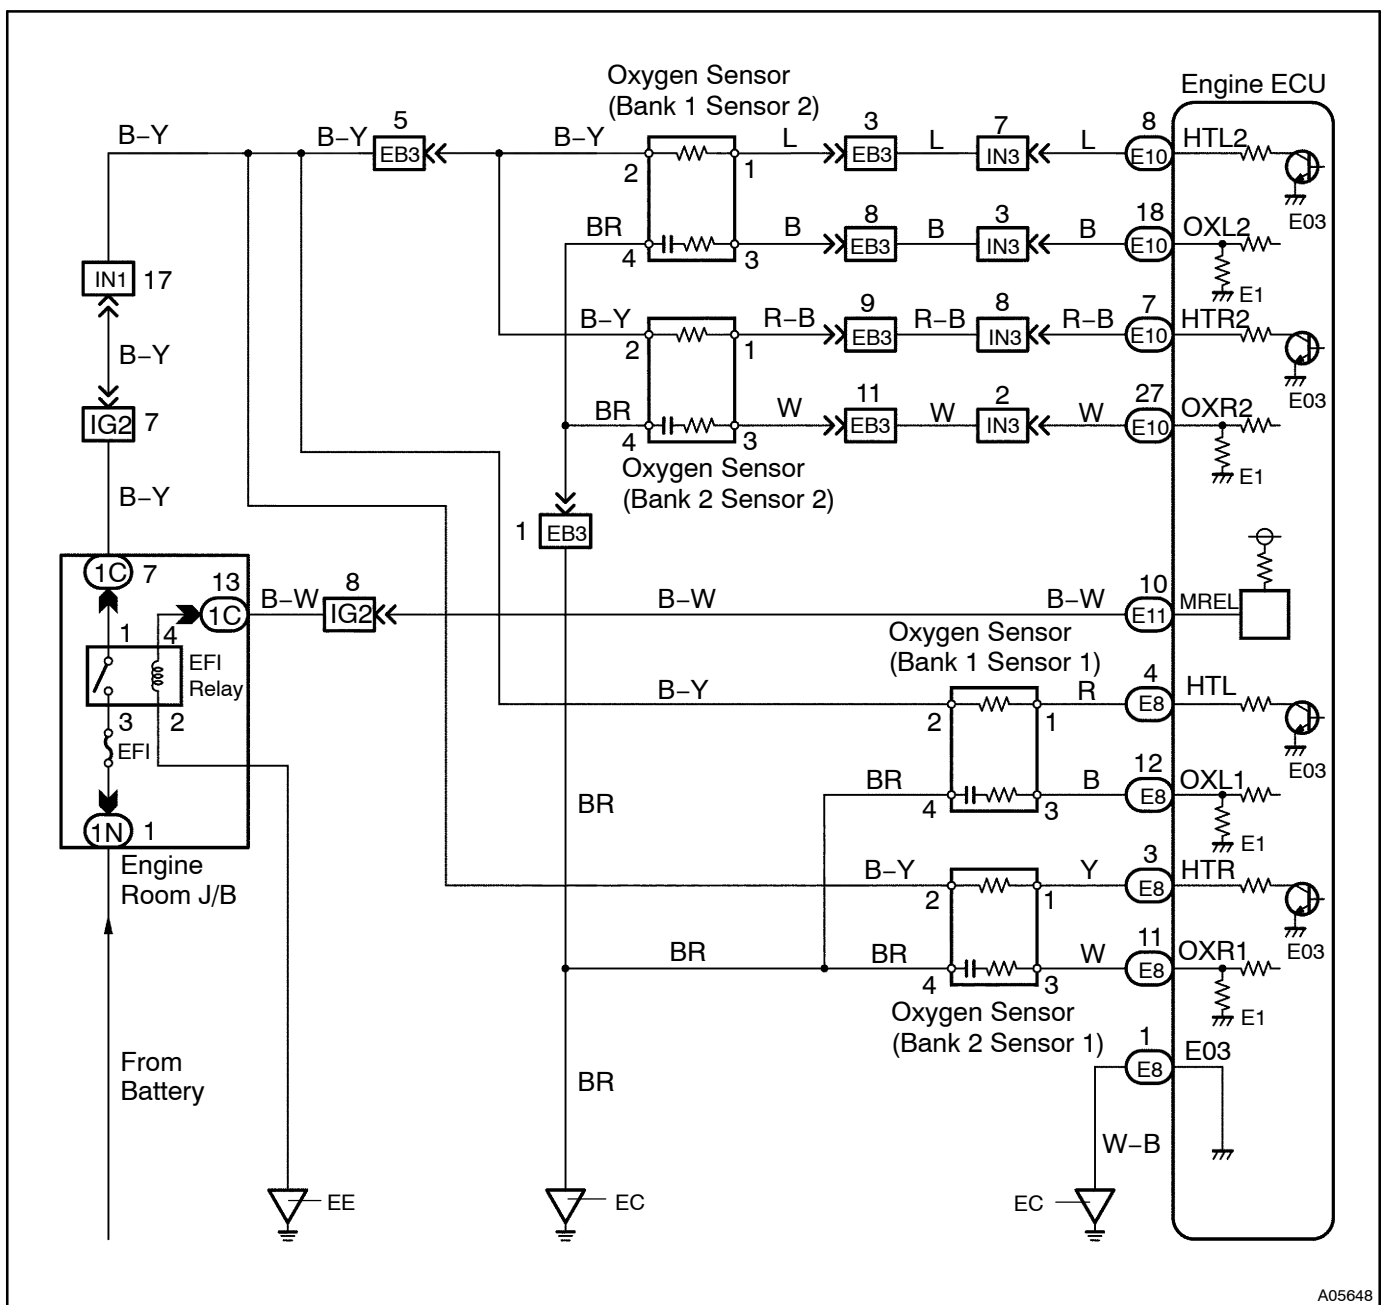 Oxygen Sensor
(Bank 1 Sensor 2)
Engine ECU
B–Y
B–Y
5
EB3
B–Y
2
1
L
3
EB3
L
7
IN3
L
8
E10
HTL2
E03
BR
4
3
B
8
EB3
B
3
IN3
B
18
E10
OXL2
E1
IN1
17
B–Y
2
1
R–B
9
EB3
R–B
8
IN3
R–B
7
E10
HTR2
E03
B–Y
IG2
7
BR
4
3
W
11
EB3
W
2
IN3
W
27
E10
OXR2
E1
Oxygen Sensor
(Bank 2 Sensor 2)
B–Y
1
EB3
1C
7
13
1C
B–W
8
IG2
B–W
B–W
10
E11
MREL
1
4
EFI
Relay
3
2
EFI
1N
1
Engine
Room J/B
Oxygen Sensor
(Bank 1 Sensor 1)
B–Y
2
1
R
4
E8
HTL
E03
BR
BR
4
3
B
12
E8
OXL1
E1
B–Y
2
1
Y
3
E8
HTR
E03
BR
BR
4
3
W
11
E8
OXR1
E1
Oxygen Sensor
(Bank 2 Sensor 1)
From
Battery
BR
1
E8
E03
W–B
EE
EC
EC
A05648